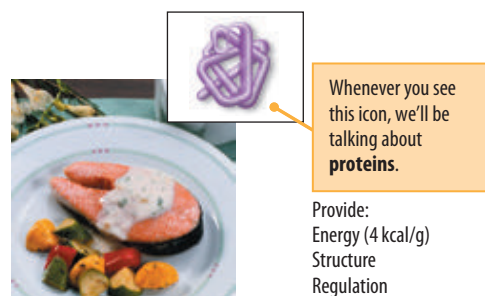 Whenever you see
this icon, we'll be
talking about
proteins.
Provide:
Energy (4 kcal/g)
Structure
Regulation